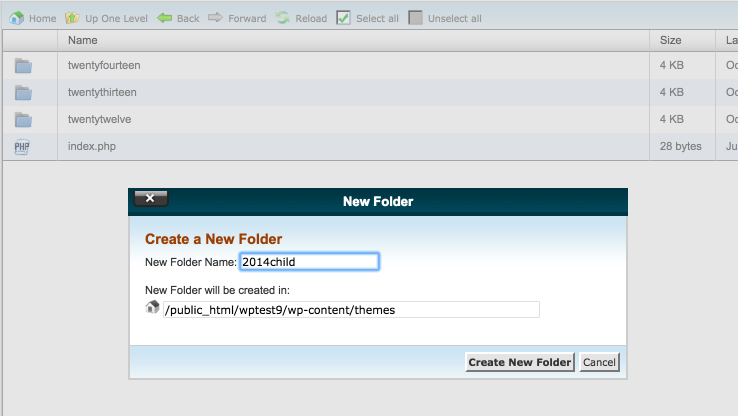 Home Up One Level Back Forward Reload Select all Unselect all
Name Size La
twentyfourteen 4 KB Oc
twentythirteen 4 KB Oc
twentytwelve 4 KB Oc
PHP index.php 28 bytes Ju
New Folder
Create a New Folder
New Folder Name: 2014child
New Folder will be created in:
/public_html/wptest9/wp-content/themes
Create New Folder Cancel